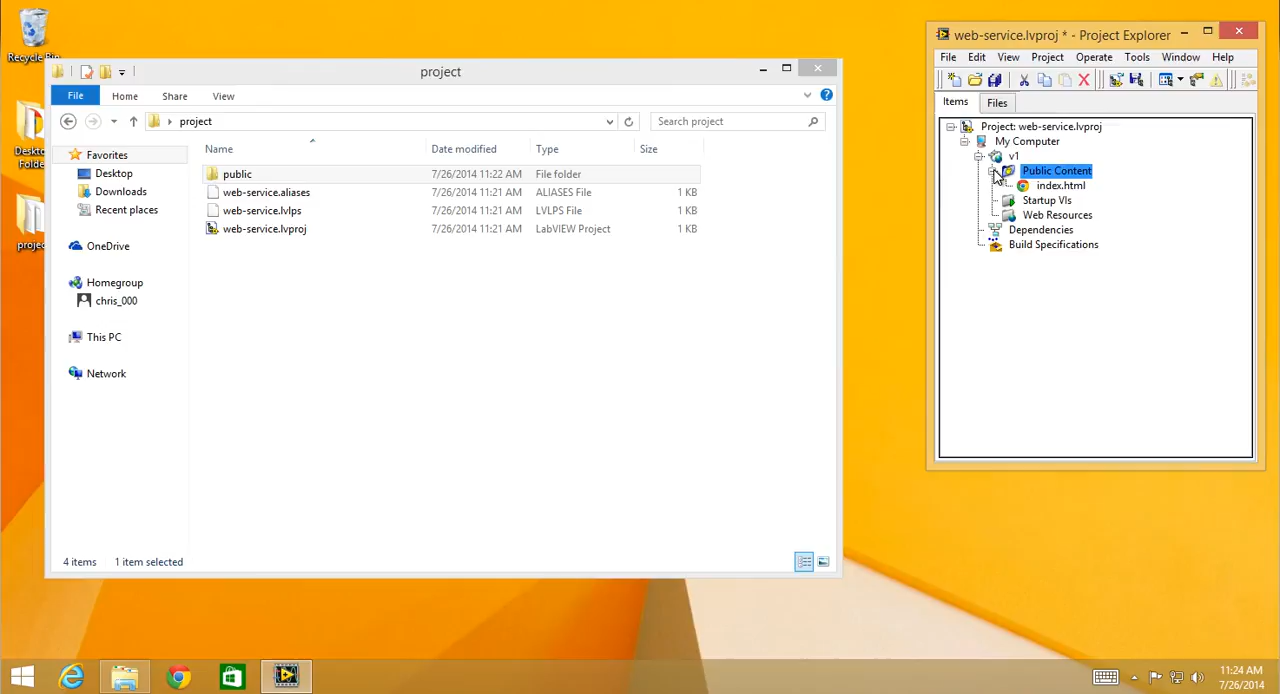 Recycle Bin
Deskto
Folde
projec
project
File
Home
Share
View
project
Search project
Favorites
Desktop
Downloads
Recent places
OneDrive
Homegroup
chris_000
This PC
Network
Name
Date modified
Type
Size
public
7/26/2014 11:22 AM
File folder
web-service.aliases
7/26/2014 11:21 AM
ALIASES File
1 KB
web-service.lvlps
7/26/2014 11:21 AM
LVLPS File
1 KB
web-service.lvproj
7/26/2014 11:21 AM
LabVIEW Project
1 KB
4 items
1 item selected
web-service.lvproj * - Project Explorer
File Edit View Project Operate Tools Window Help
Items
Files
Project: web-service.lvproj
My Computer
v1
Public Content
index.html
Startup VIs
Web Resources
Dependencies
Build Specifications
11:24 AM
7/26/2014